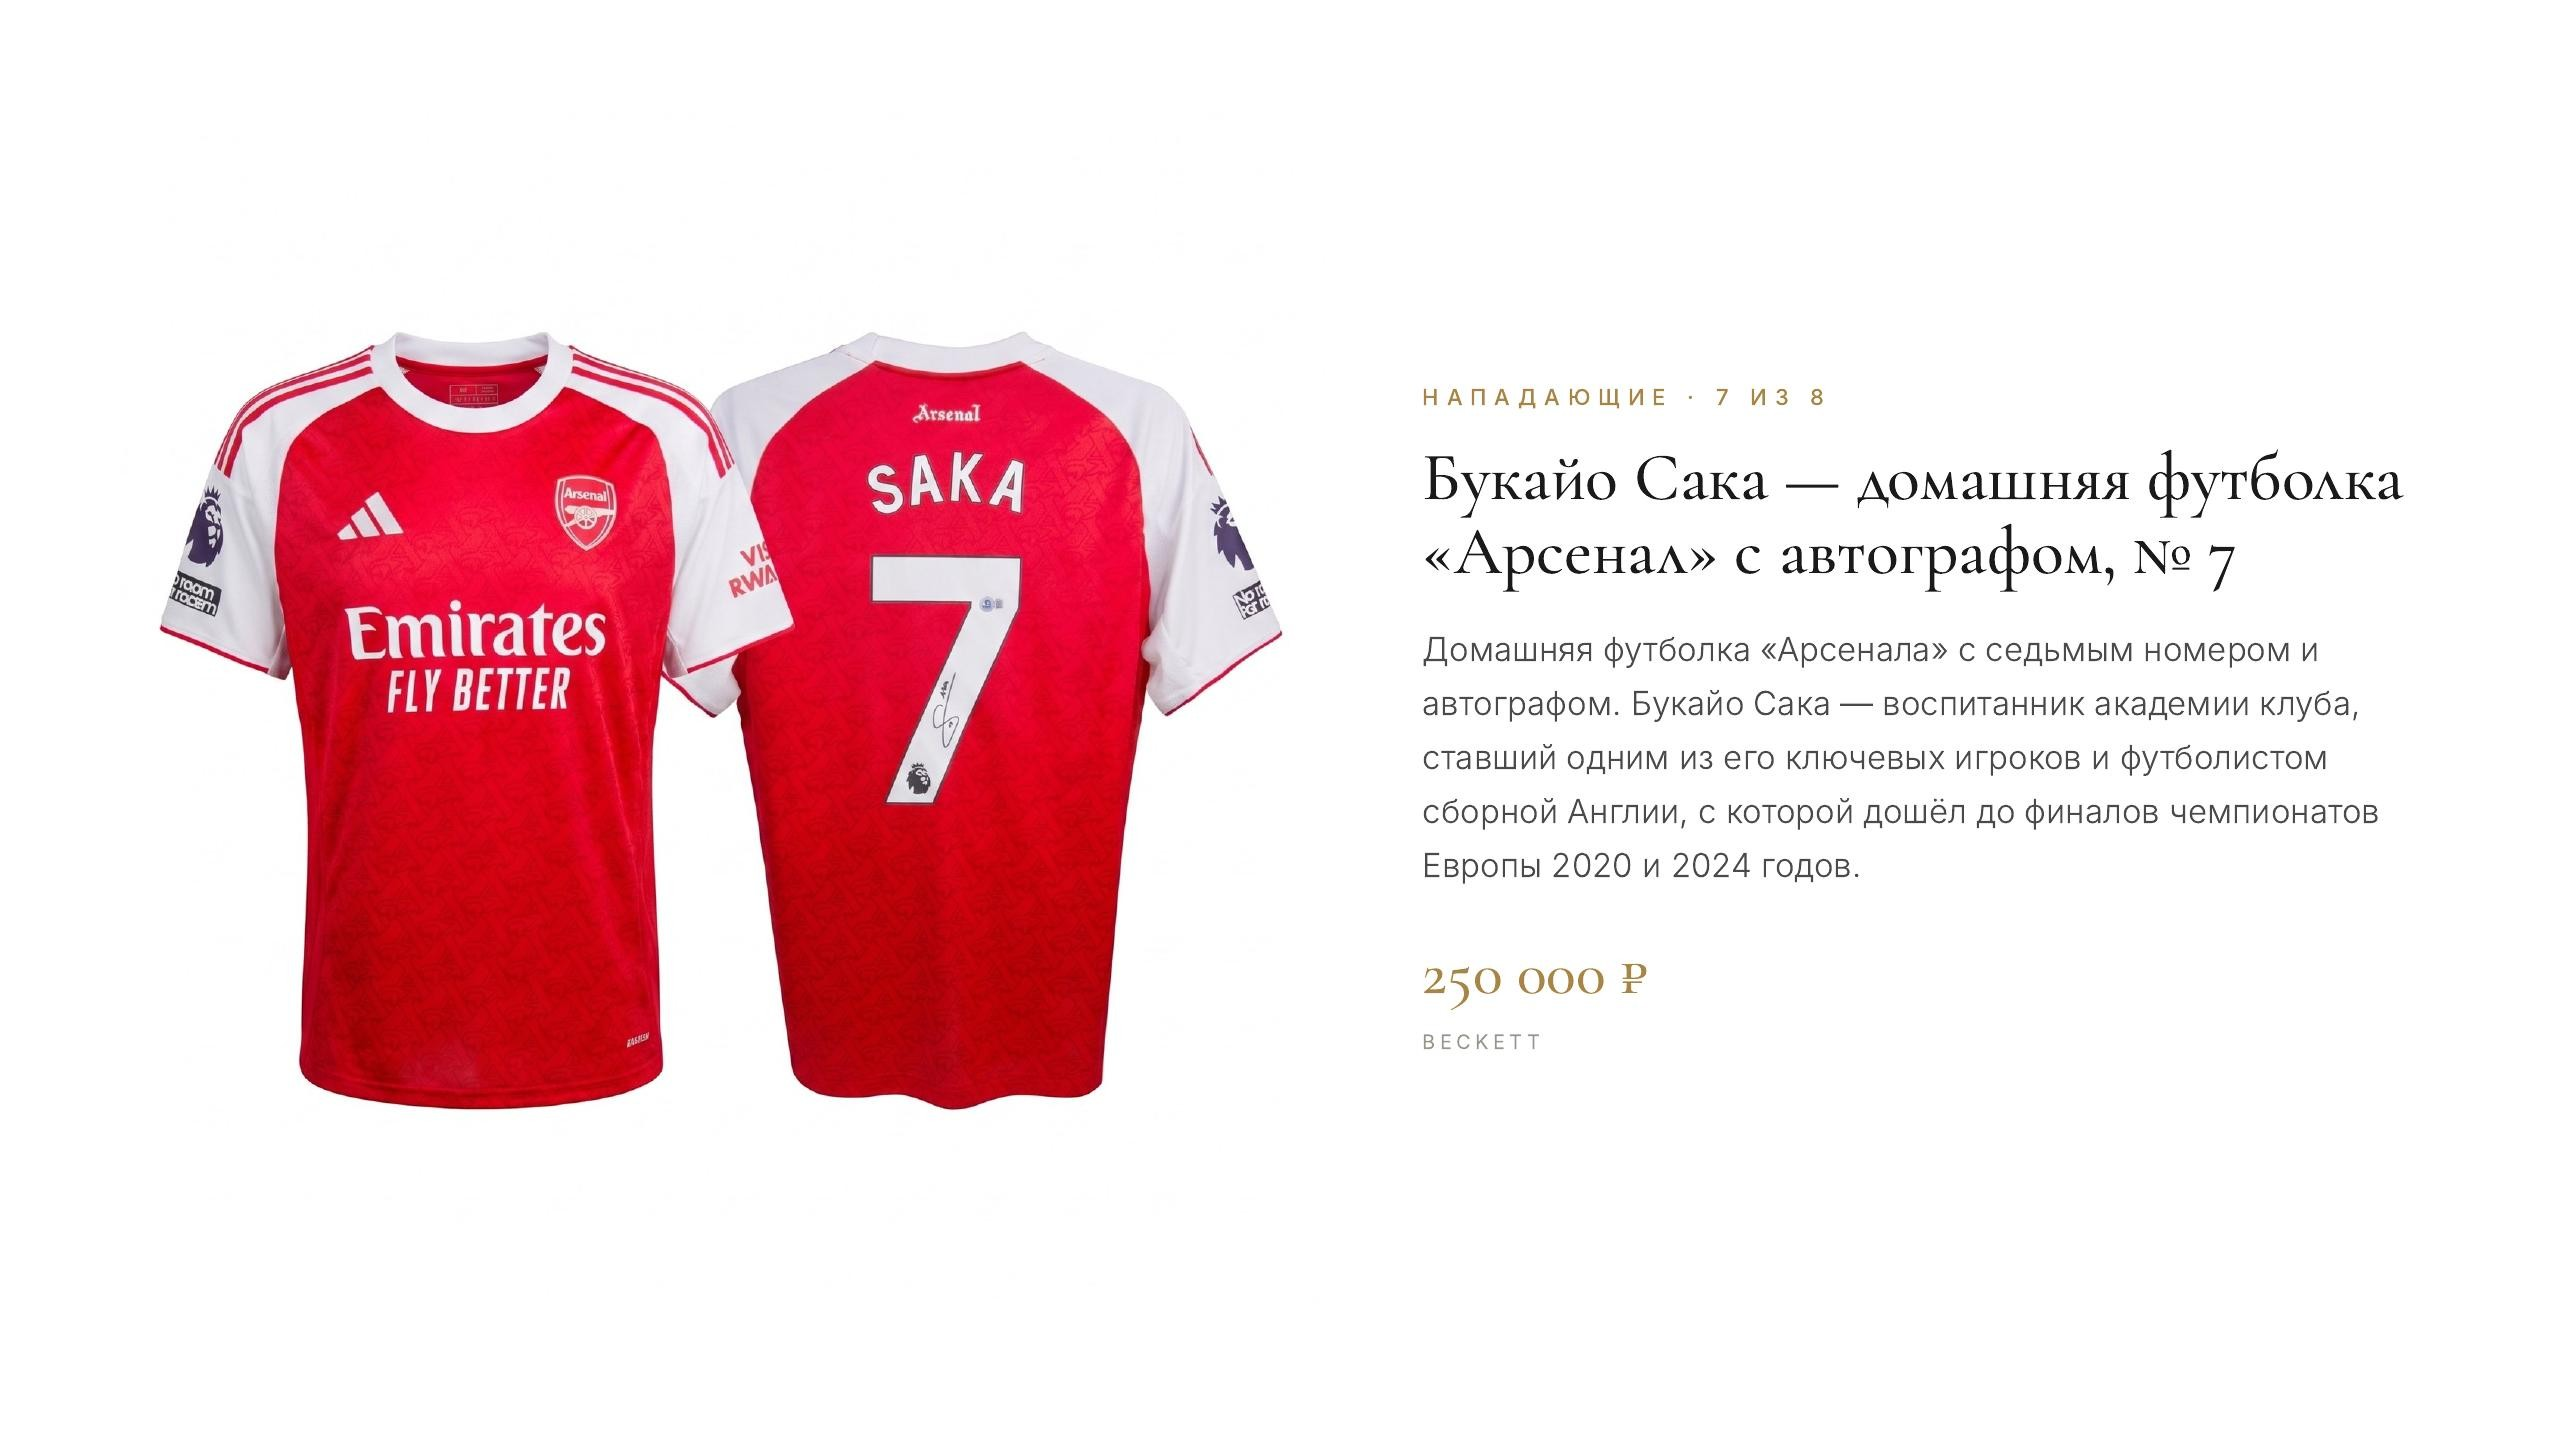 Arsenal
Emirates
FLY BETTER
Arsenal
SAKA
7
НАПАДАЮЩИЕ · 7 ИЗ 8
Букайо Сака — домашняя футболка
«Арсенал» с автографом, № 7
Домашняя футболка «Арсенала» с седьмым номером и
автографом. Букайо Сака — воспитанник академии клуба,
ставший одним из его ключевых игроков и футболистом
сборной Англии, с которой дошёл до финалов чемпионатов
Европы 2020 и 2024 годов.
250 000 ₽
BECKETT